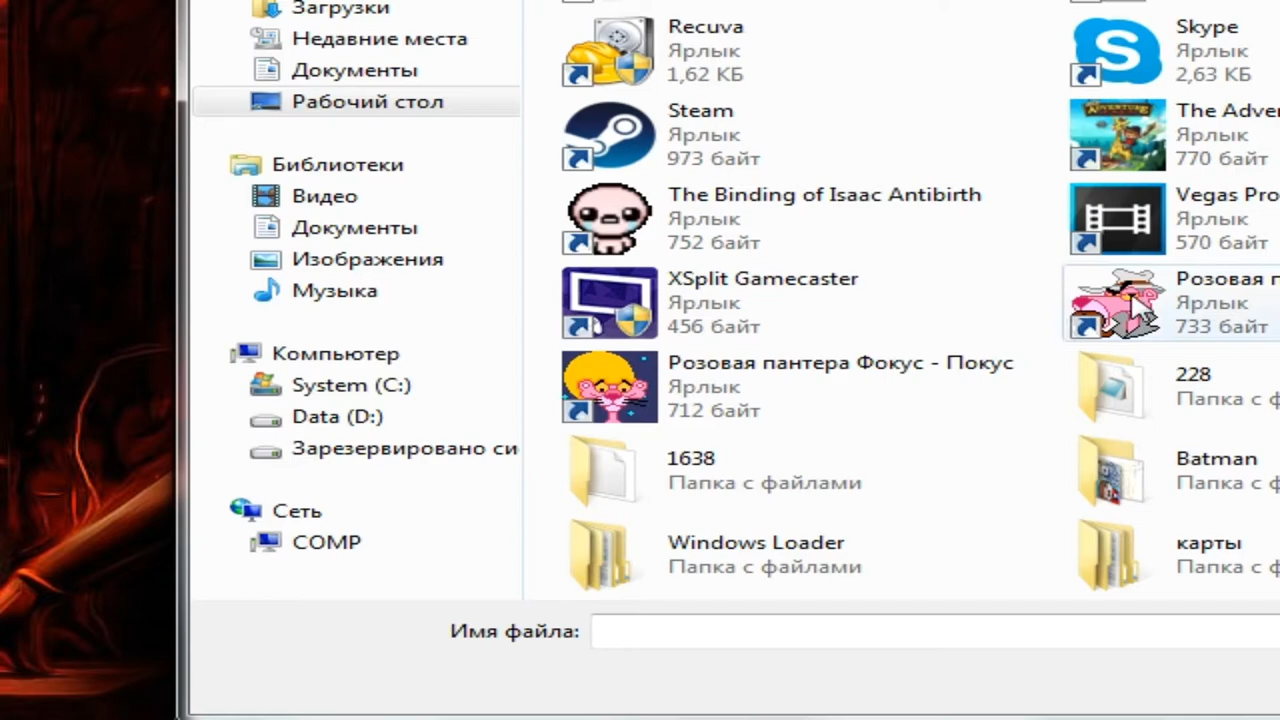 Загрузки
Недавние места
Документы
Рабочий стол
Библиотеки
Видео
Документы
Изображения
Музыка
Компьютер
System (C:)
Data (D:)
Зарезервировано си
Сеть
COMP
Recuva
Ярлык
1,62 КБ
Skype
Ярлык
2,63 КБ
Steam
Ярлык
973 байт
The Adver
Ярлык
770 байт
The Binding of Isaac Antibirth
Ярлык
752 байт
Vegas Pro
Ярлык
570 байт
XSplit Gamecaster
Ярлык
456 байт
Розовая п
Ярлык
733 байт
Розовая пантера Фокус - Покус
Ярлык
712 байт
228
Папка с ф
1638
Папка с файлами
Batman
Папка с ф
Windows Loader
Папка с файлами
карты
Папка с ф
Имя файла: